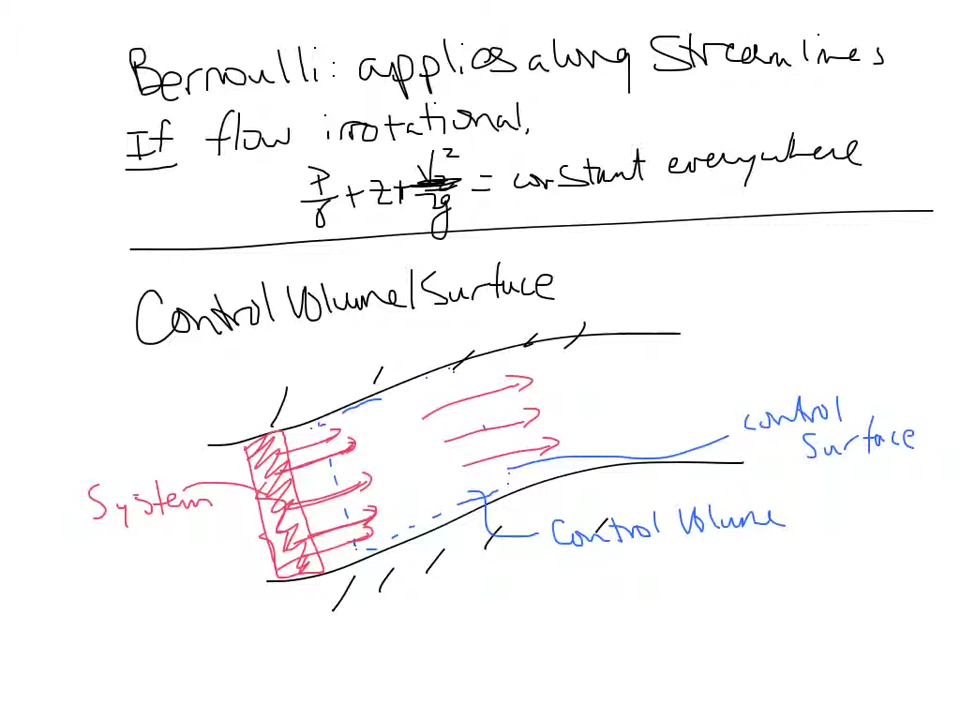 Bernoulli: applies along Streamlines
If flow irrotational,
P/γ + z + V²/2g = constant everywhere
Control Volume/Surface
control
Surface
System
Control Volume